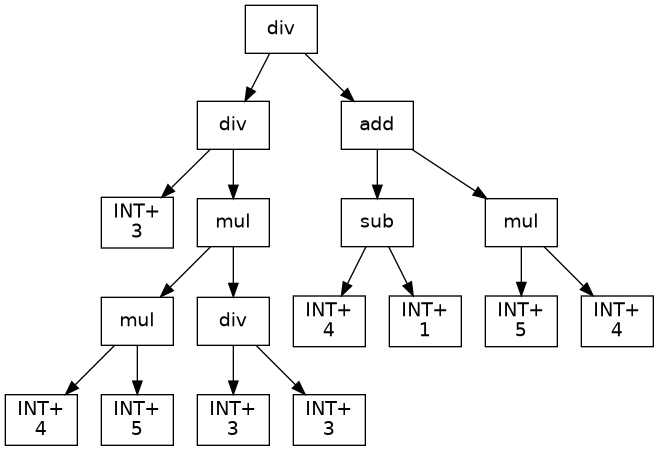 div
div
add
INT+
3
mul
sub
mul
mul
div
INT+
4
INT+
1
INT+
5
INT+
4
INT+
4
INT+
5
INT+
3
INT+
3